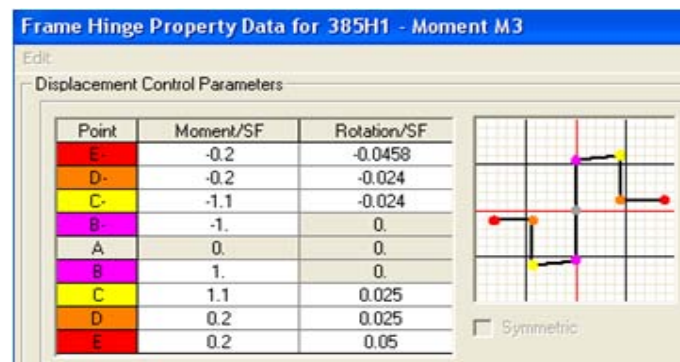 Frame Hinge Property Data for 385H1 - Moment M3
Edit
Displacement Control Parameters
Point Moment/SF Rotation/SF
E- -0.2 -0.0458
D- -0.2 -0.024
C- -1.1 -0.024
B- -1. 0.
A 0. 0.
B 1. 0.
C 1.1 0.025
D 0.2 0.025
E 0.2 0.05
Symmetric